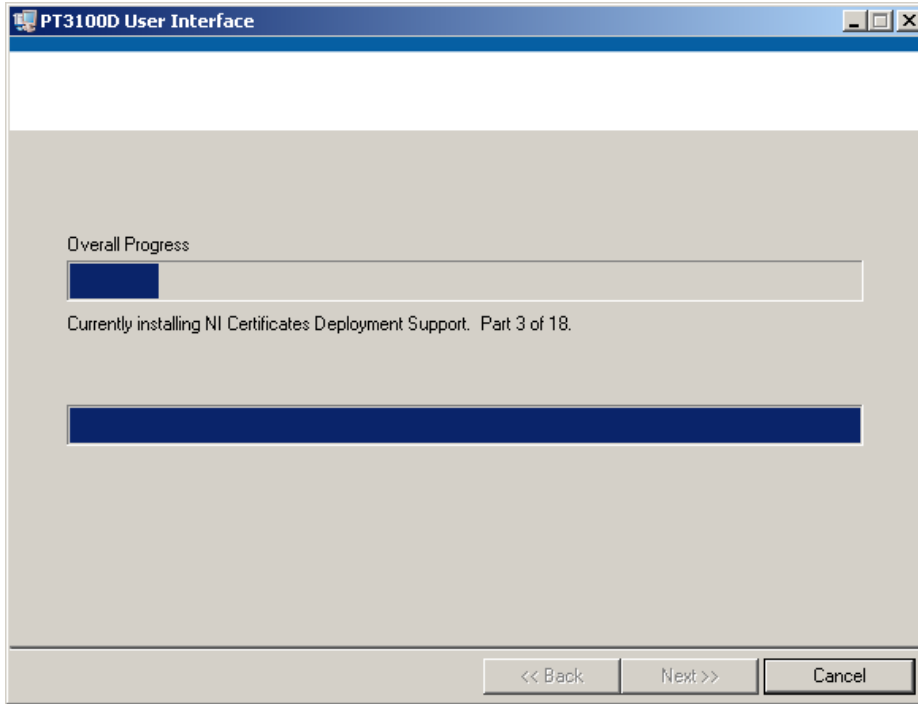 PT3100D User Interface
Overall Progress
Currently installing NI Certificates Deployment Support.  Part 3 of 18.
<< Back
Next >>
Cancel